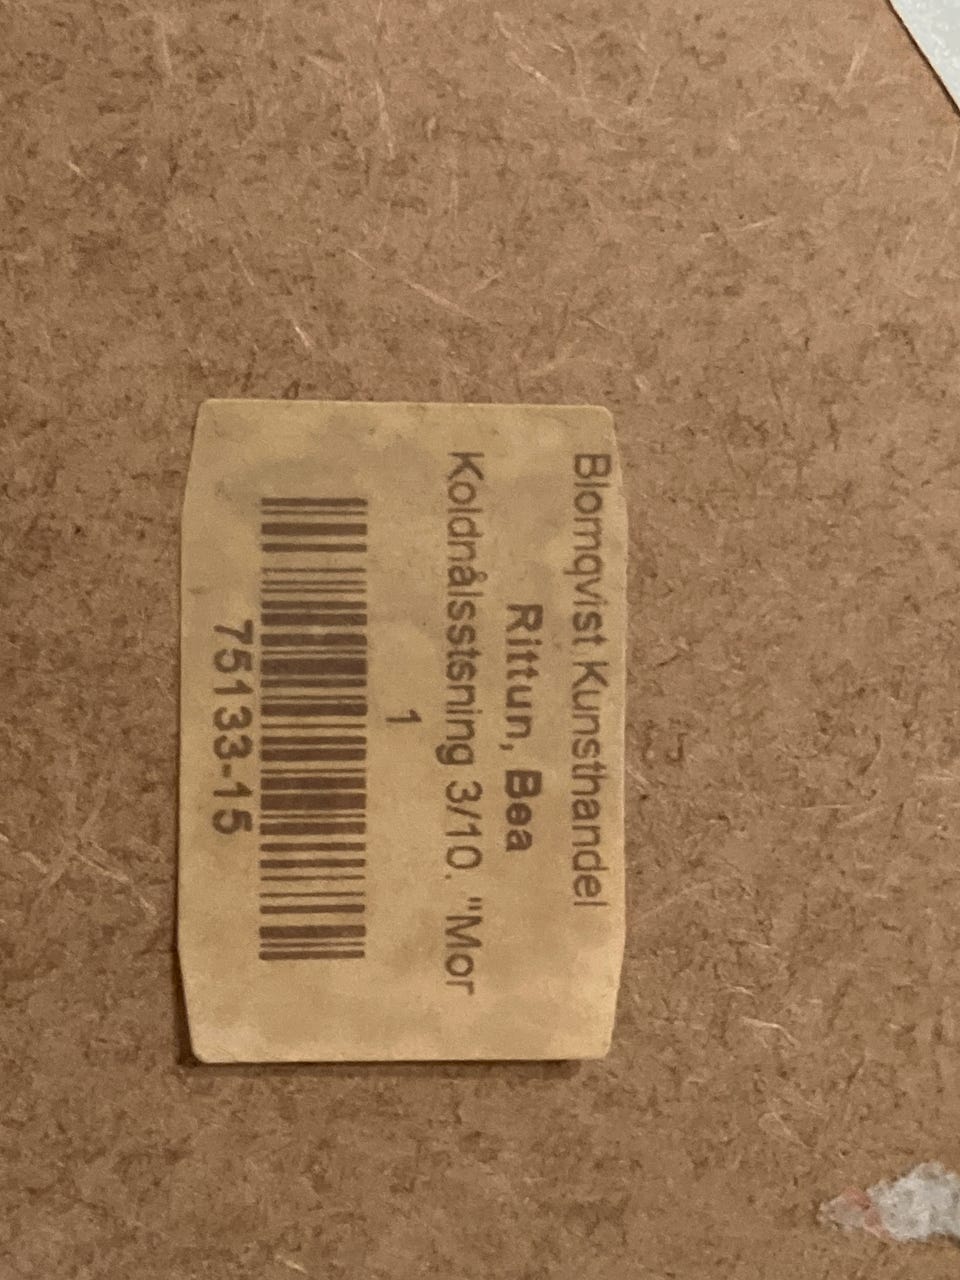 Blomqvist Kunsthandel
Rittun, Bea
Koldnålsstsning 3/10. "Mor
1
75133-15